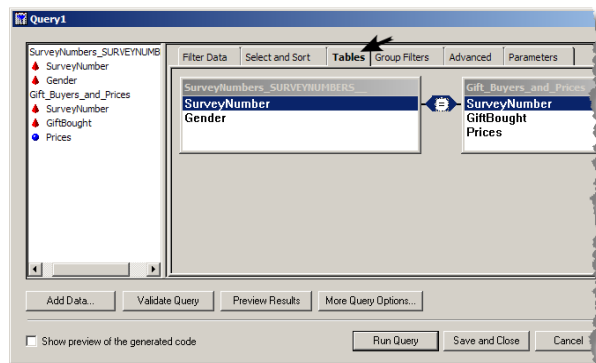 Query1
SurveyNumbers_SURVEYNUMB
SurveyNumber
Gender
Gift_Buyers_and_Prices
SurveyNumber
GiftBought
Prices
Filter Data Select and Sort Tables Group Filters Advanced Parameters
SurveyNumbers_SURVEYNUMBERS__
SurveyNumber
Gender
Gift_Buyers_and_Prices
SurveyNumber
GiftBought
Prices
Add Data... Validate Query Preview Results More Query Options...
Show preview of the generated code
Run Query Save and Close Cancel